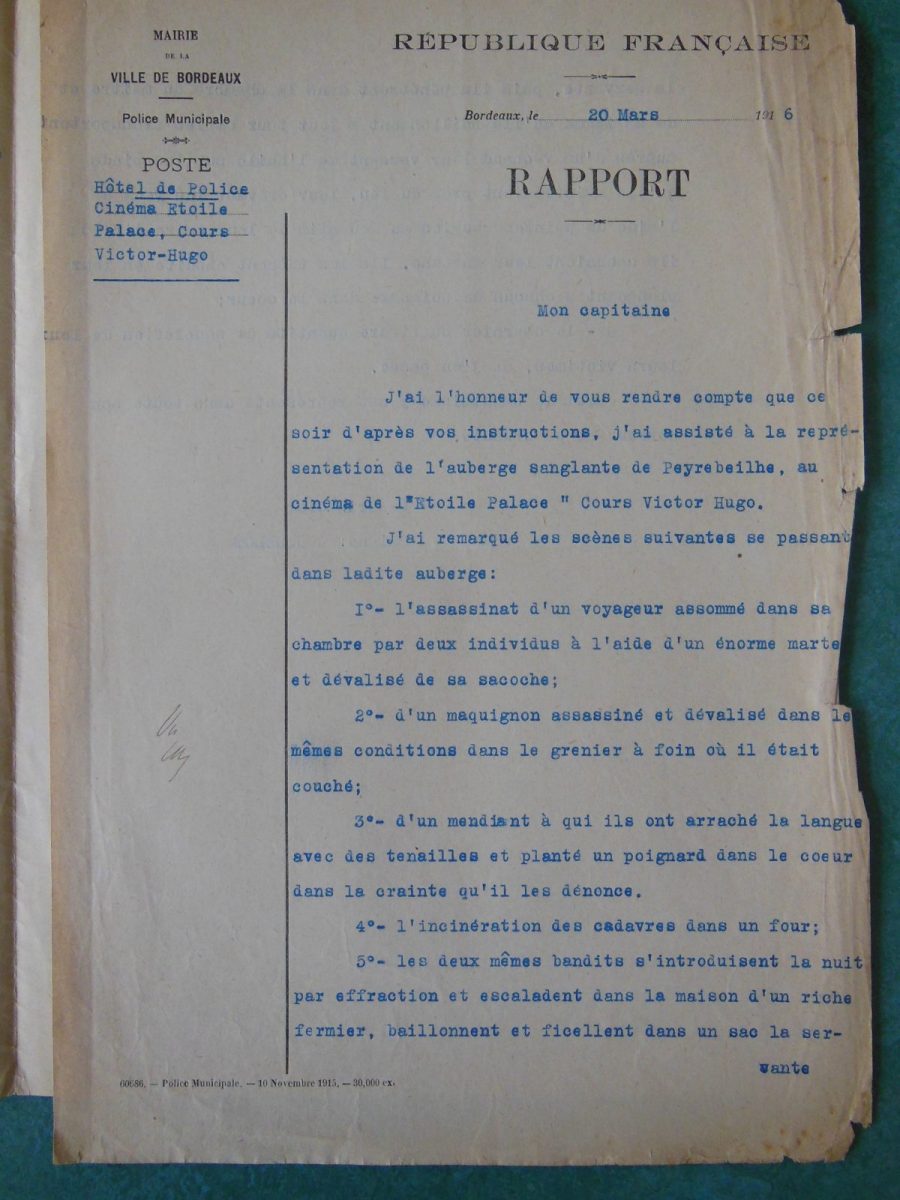 MAIRIE
DE LA
VILLE DE BORDEAUX
Police Municipale
POSTE
Hôtel de Police
Cinéma Etoile
Palace, Cours
Victor-Hugo
RÉPUBLIQUE FRANÇAISE
Bordeaux, le 20 Mars 1916
RAPPORT
Mon capitaine
J'ai l'honneur de vous rendre compte que ce
soir d'après vos instructions, j'ai assisté à la repré-
sentation de l'auberge sanglante de Peyrebeilhe, au
cinéma de l'"Etoile Palace " Cours Victor Hugo.
J'ai remarqué les scènes suivantes se passant
dans ladite auberge:
I°- l'assassinat d'un voyageur assommé dans sa
chambre par deux individus à l'aide d'un énorme marte
et dévalisé de sa sacoche;
2°- d'un maquignon assassiné et dévalisé dans le
mêmes conditions dans le grenier à foin où il était
couché;
3°- d'un mendiant à qui ils ont arraché la langue
avec des tenailles et planté un poignard dans le coeur
dans la crainte qu'il les dénonce.
4°- l'incinération des cadavres dans un four;
5°- les deux mêmes bandits s'introduisent la nuit
par effraction et escaladent dans la maison d'un riche
fermier, baillonnent et ficellent dans un sac la ser-
vante
60686. — Police Municipale. — 10 Novembre 1915. — 30,000 ex.